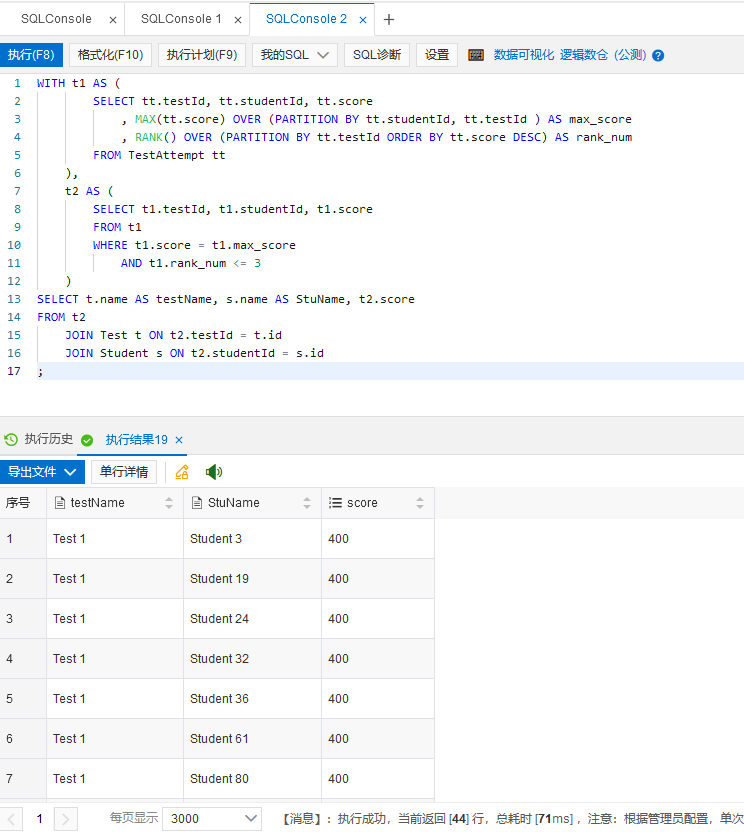 SQLConsole × SQLConsole 1 × SQLConsole 2 × +
执行(F8) 格式化(F10) 执行计划(F9) 我的SQL SQL诊断 设置 数据可视化 逻辑数仓 (公测) ?
1 WITH t1 AS (
2 SELECT tt.testId, tt.studentId, tt.score
3 , MAX(tt.score) OVER (PARTITION BY tt.studentId, tt.testId ) AS max_score
4 , RANK() OVER (PARTITION BY tt.testId ORDER BY tt.score DESC) AS rank_num
5 FROM TestAttempt tt
6 ),
7 t2 AS (
8 SELECT t1.testId, t1.studentId, t1.score
9 FROM t1
10 WHERE t1.score = t1.max_score
11 AND t1.rank_num <= 3
12 )
13 SELECT t.name AS testName, s.name AS StuName, t2.score
14 FROM t2
15 JOIN Test t ON t2.testId = t.id
16 JOIN Student s ON t2.studentId = s.id
17 ;
执行历史 执行结果19 ×
导出文件 单行详情
序号 testName StuName score
1 Test 1 Student 3 400
2 Test 1 Student 19 400
3 Test 1 Student 24 400
4 Test 1 Student 32 400
5 Test 1 Student 36 400
6 Test 1 Student 61 400
7 Test 1 Student 80 400
1 每页显示 3000 【消息】：执行成功，当前返回 [44] 行，总耗时 [71ms] ，注意：根据管理员配置，单次